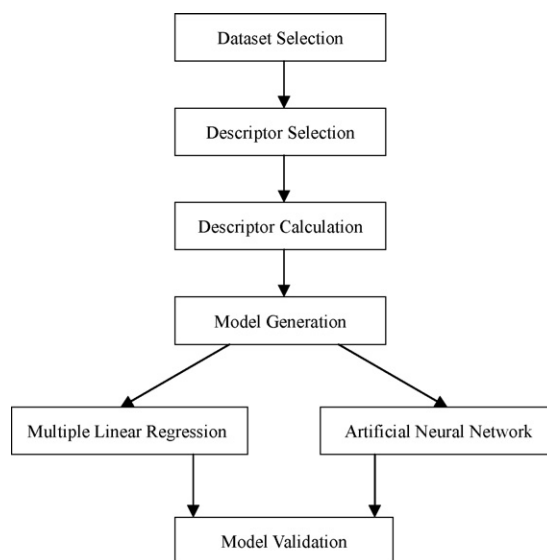 Dataset Selection
Descriptor Selection
Descriptor Calculation
Model Generation
Multiple Linear Regression
Artificial Neural Network
Model Validation